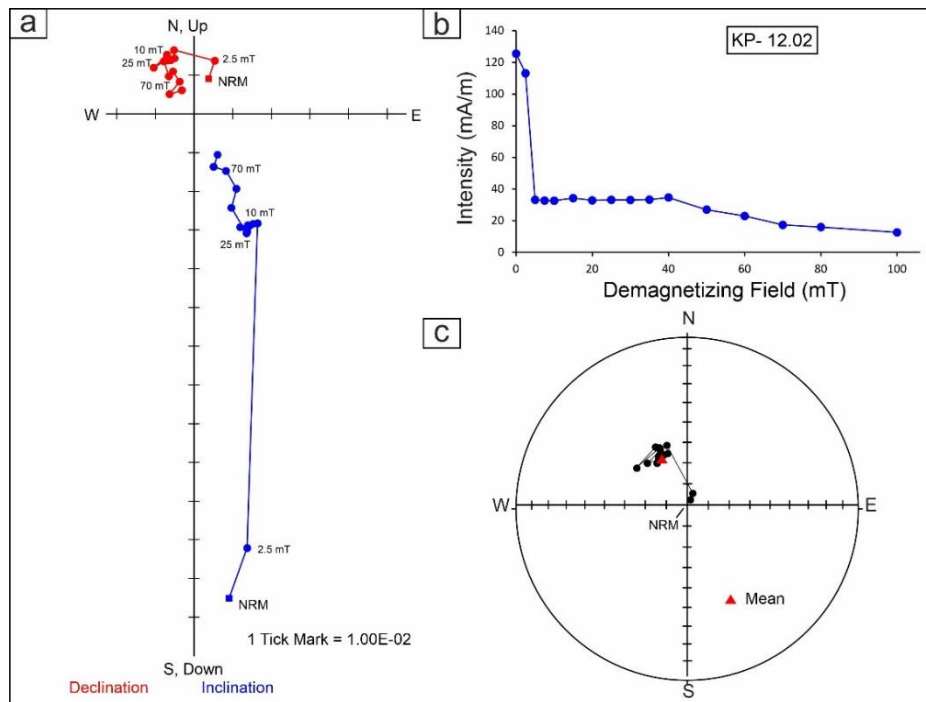 a
N, Up
10 mT
2.5 mT
25 mT
NRM
70 mT
W
E
70 mT
10 mT
25 mT
2.5 mT
NRM
1 Tick Mark = 1.00E-02
S, Down
Declination
Inclination
b
KP- 12.02
Intensity (mA/m)
140
120
100
80
60
40
20
0
0
20
40
60
80
100
Demagnetizing Field (mT)
c
N
W
E
NRM
Mean
S